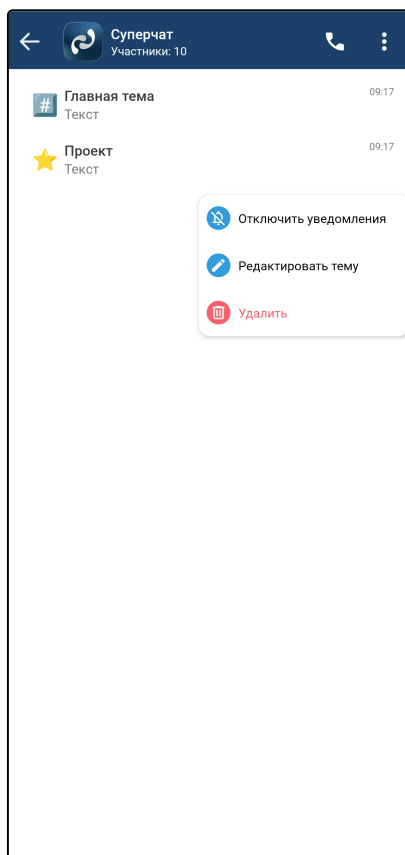 Суперчат
Участники: 10
Главная тема 09:17
Текст
Проект 09:17
Текст
Отключить уведомления
Редактировать тему
Удалить